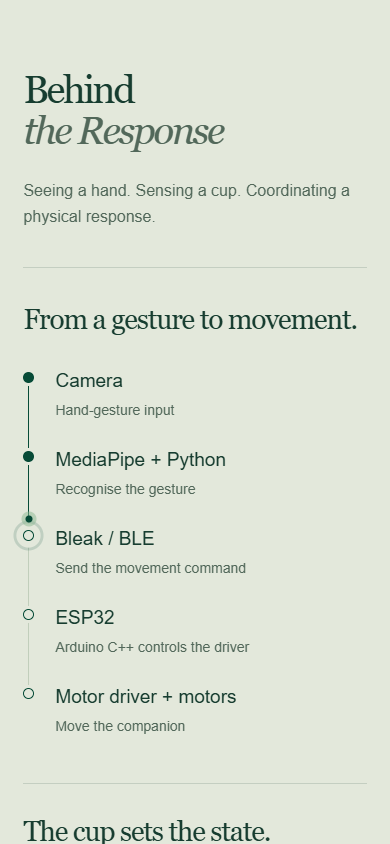 Behind
the Response
Seeing a hand. Sensing a cup. Coordinating a
physical response.
From a gesture to movement.
Camera
Hand-gesture input
MediaPipe + Python
Recognise the gesture
Bleak / BLE
Send the movement command
ESP32
Arduino C++ controls the driver
Motor driver + motors
Move the companion
The cup sets the state.